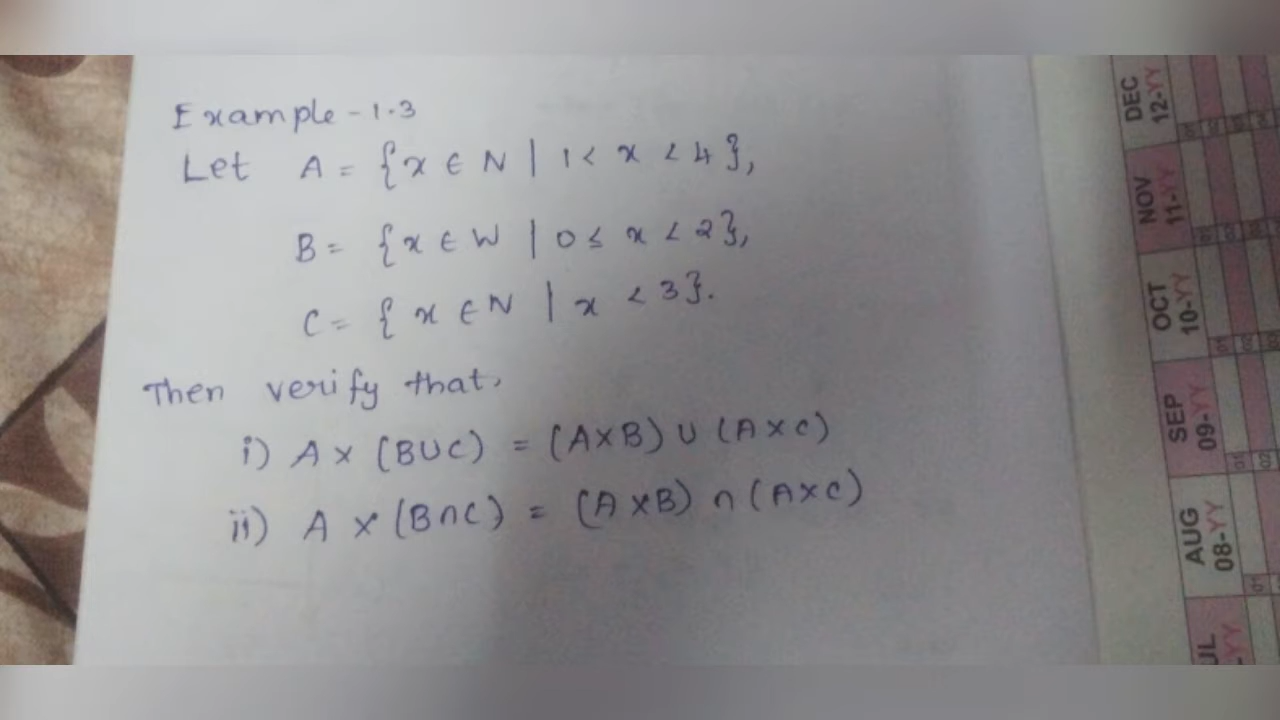 Example - 1.3
Let A = {x ∈ N | 1 < x < 4},
B = {x ∈ W | 0 ≤ x < 2},
C = {x ∈ N | x < 3}.
Then verify that,
i) A × (B∪C) = (A×B) ∪ (A×C)
ii) A × (B∩C) = (A×B) ∩ (A×C)
DEC
12-YY
NOV
11-YY
OCT
10-YY
SEP
09-YY
AUG
08-YY